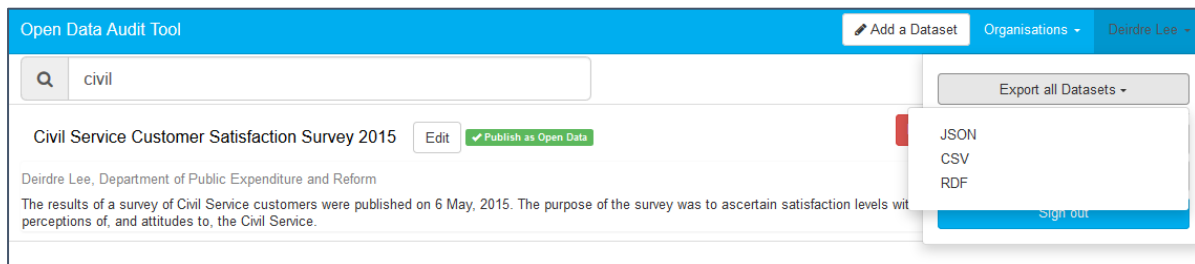 Open Data Audit Tool
Add a Dataset
Organisations
Deirdre Lee
civil
Export all Datasets
Civil Service Customer Satisfaction Survey 2015
Edit
Publish as Open Data
JSON
CSV
RDF
Deirdre Lee, Department of Public Expenditure and Reform
The results of a survey of Civil Service customers were published on 6 May, 2015. The purpose of the survey was to ascertain satisfaction levels
perceptions of, and attitudes to, the Civil Service.
Sign out